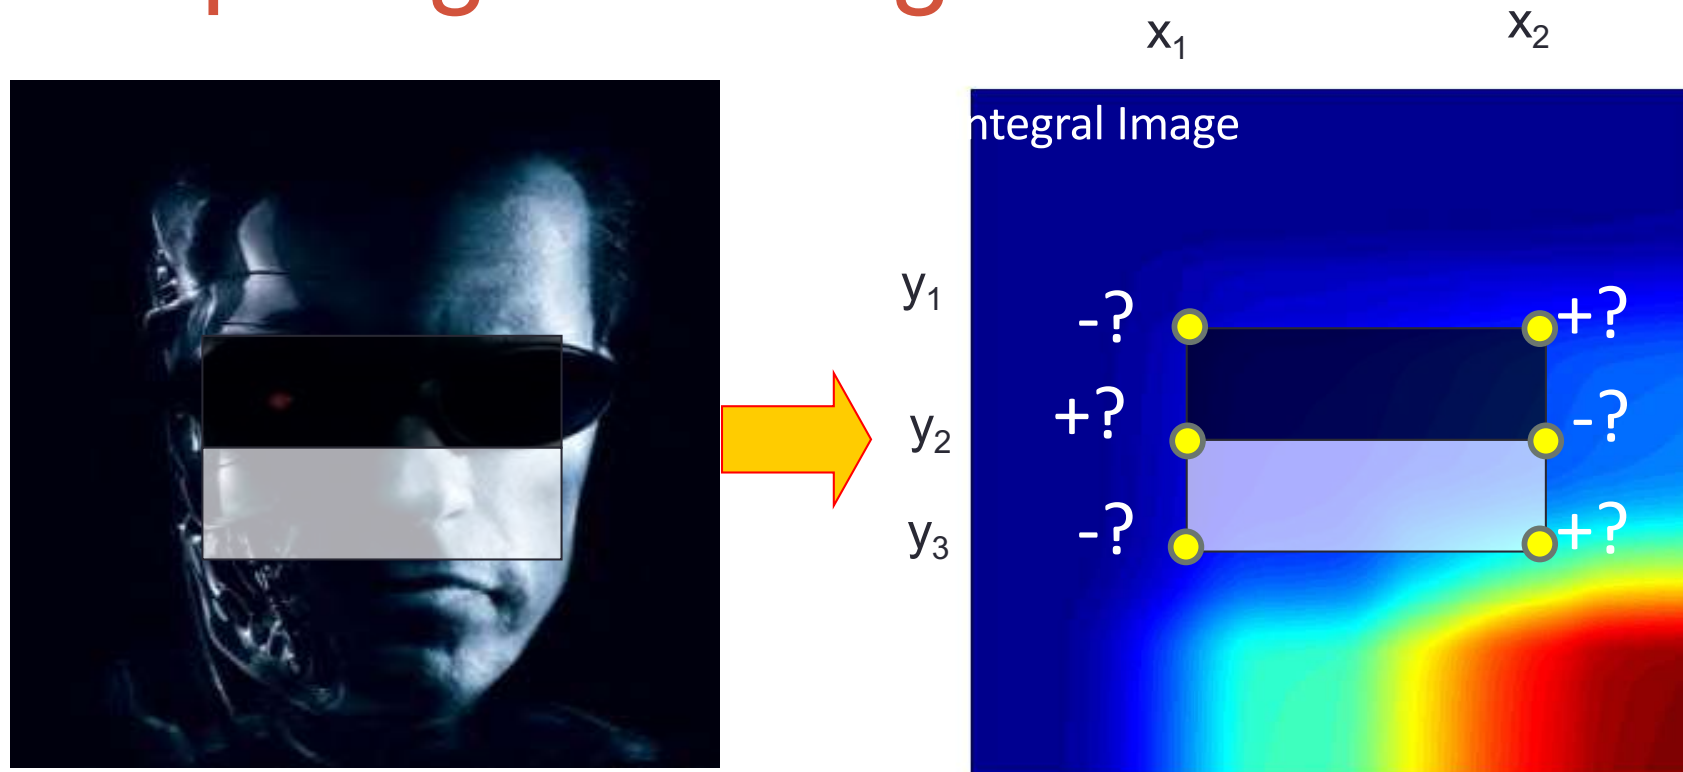 x₁ x₂
ntegral Image
y₁ -? +?
y₂ +? -?
y₃ -? +?